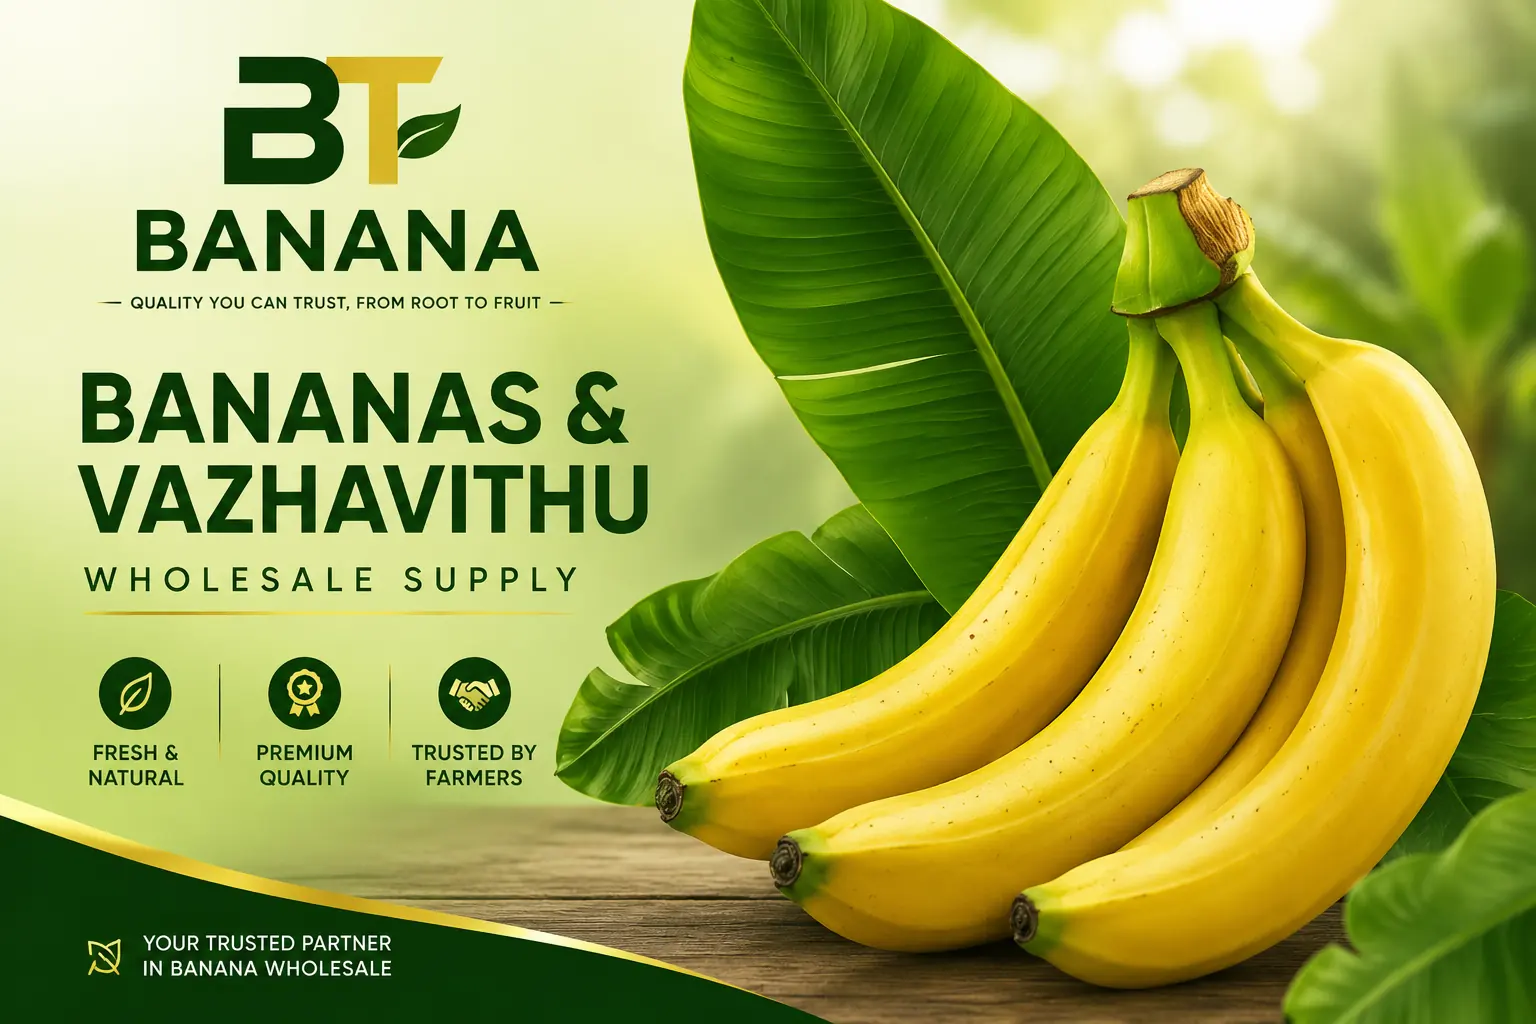 BT
BANANA
QUALITY YOU CAN TRUST, FROM ROOT TO FRUIT
BANANAS &
VAZHAVITHU
WHOLESALE SUPPLY
FRESH &
NATURAL
PREMIUM
QUALITY
TRUSTED BY
FARMERS
YOUR TRUSTED PARTNER
IN BANANA WHOLESALE